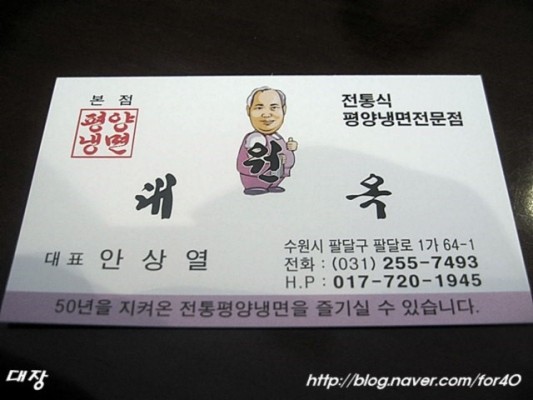 본 점
평양
냉면
전통식
평양냉면전문점
대 원 옥
대표 안 상 열
수원시 팔달구 팔달로 1가 64-1
전화 : (031) 255-7493
H.P : 017-720-1945
50년을 지켜온 전통평양냉면을 즐기실 수 있습니다.
대장
http://blog.naver.com/for40